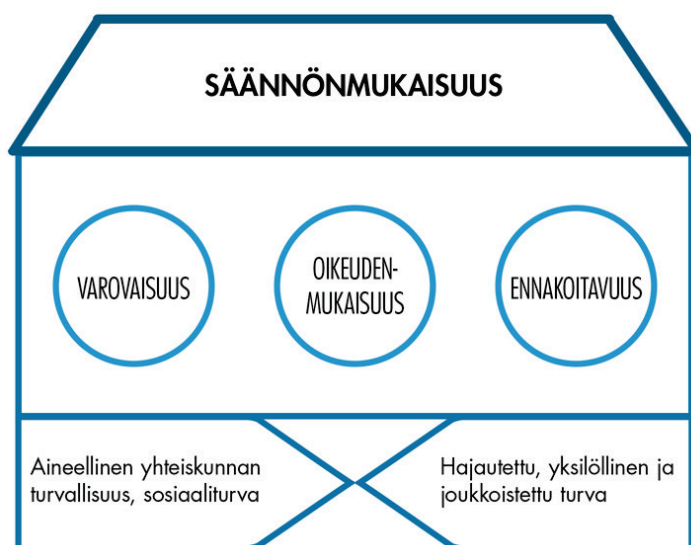 SÄÄNNÖNMUKAISUUS
VAROVAISUUS
OIKEUDEN-
MUKAISUUS
ENNAKOITAVUUS
Aineellinen yhteiskunnan
turvallisuus, sosiaaliturva
Hajautettu, yksilöllinen ja
joukkoistettu turva